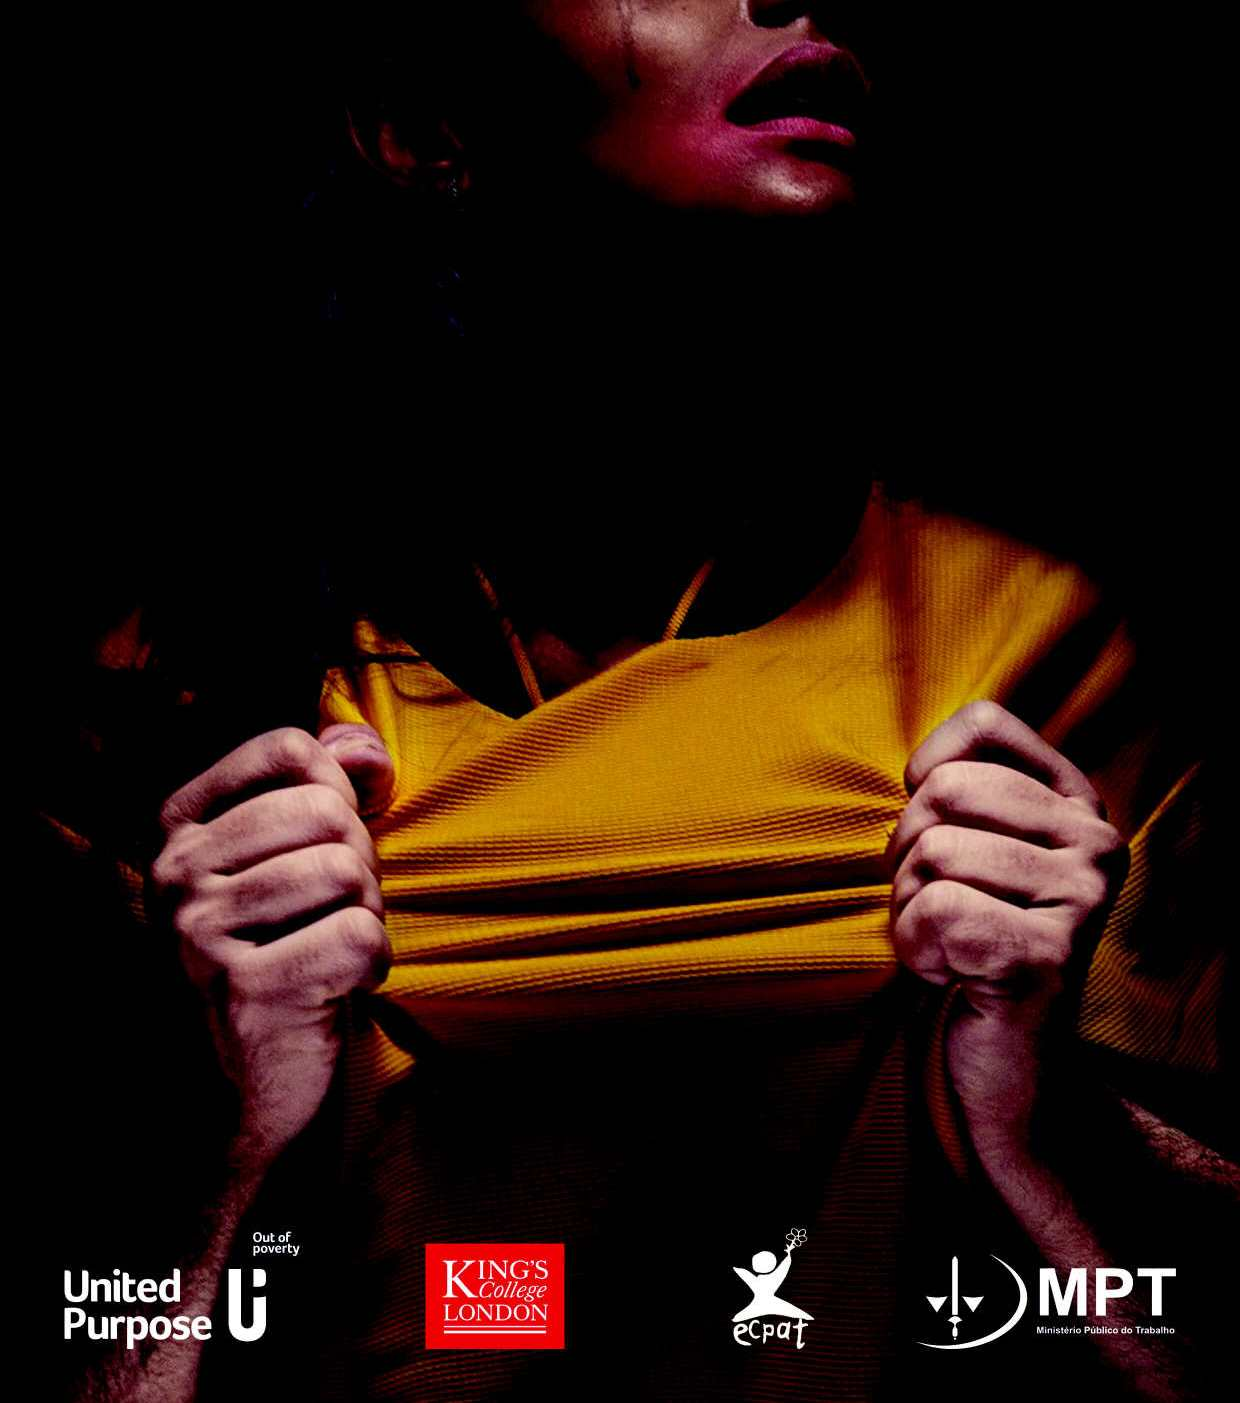 Out of
poverty
United
Purpose
KING'S
College
LONDON
ecpat
MPT
Ministério Público do Trabalho